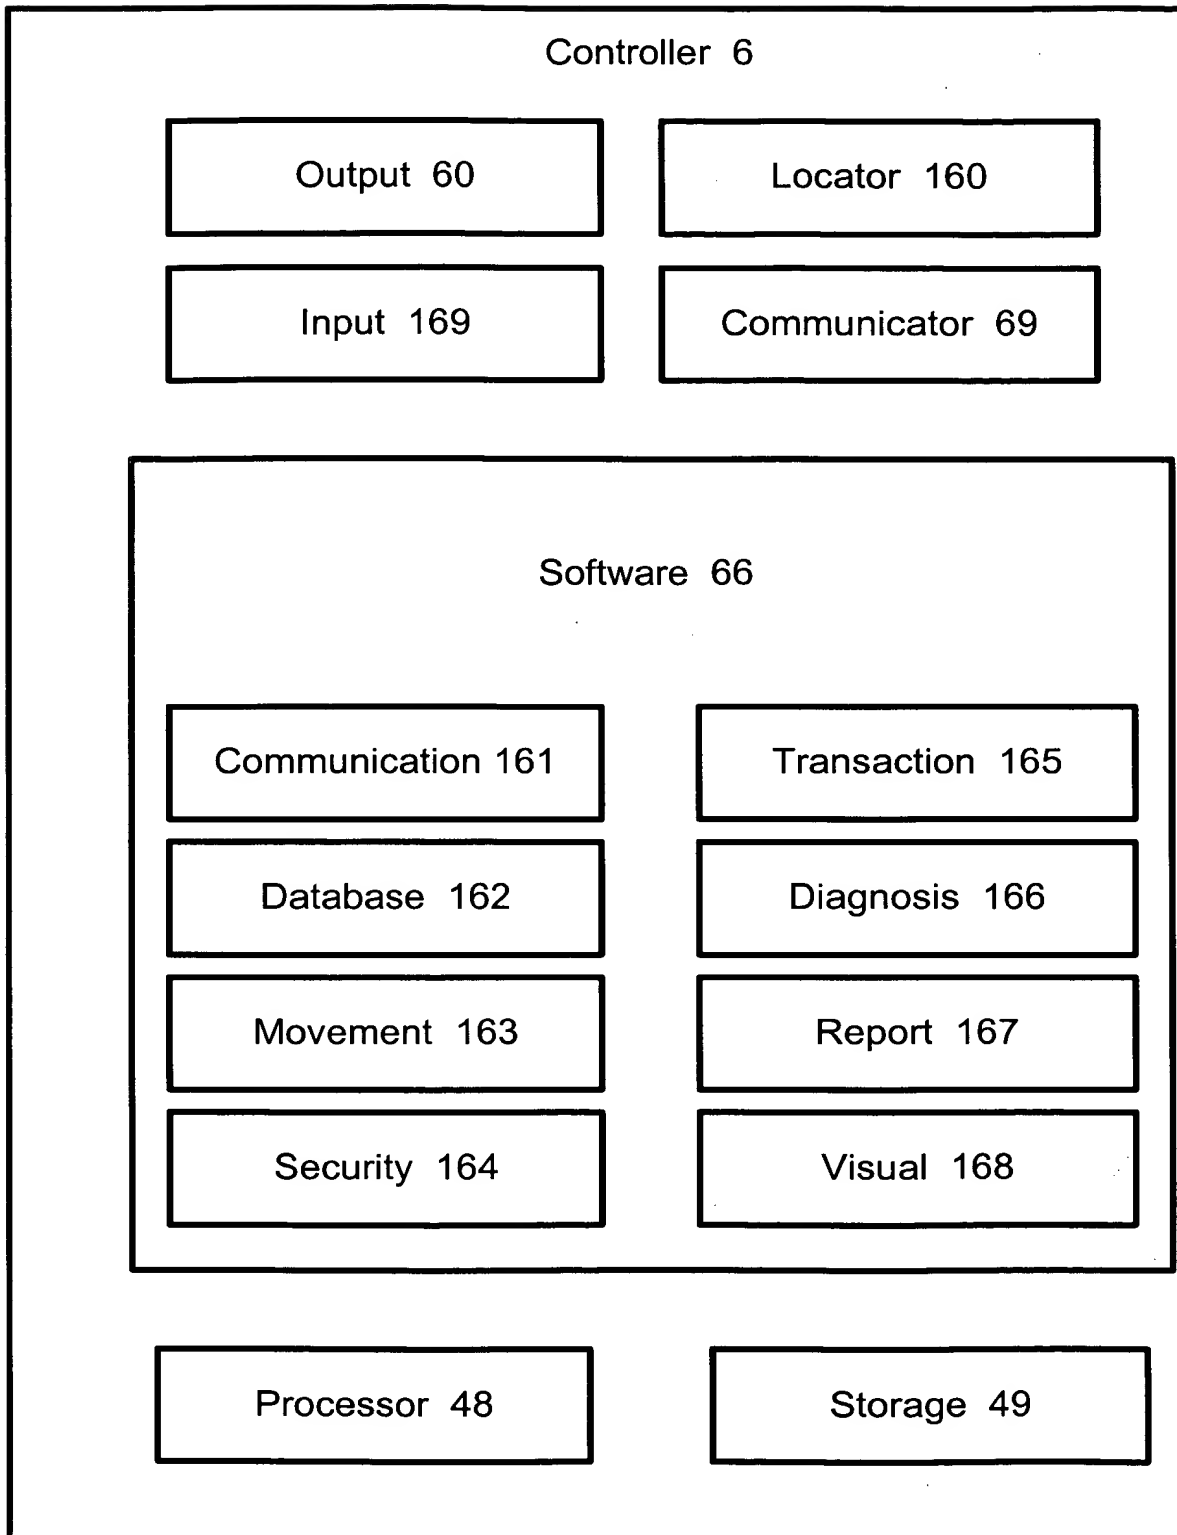 Controller 6
Output 60
Locator 160
Input 169
Communicator 69
Software 66
Communication 161
Transaction 165
Database 162
Diagnosis 166
Movement 163
Report 167
Security 164
Visual 168
Processor 48
Storage 49